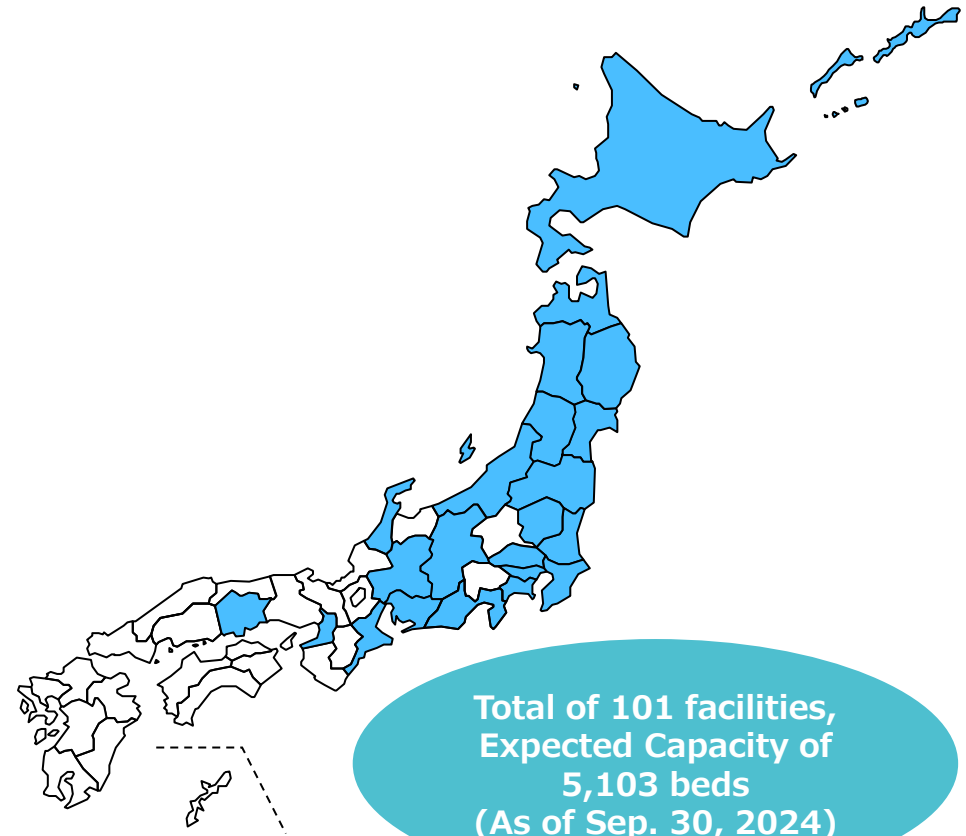 Total of 101 facilities,
Expected Capacity of
5,103 beds
(As of Sep. 30, 2024)